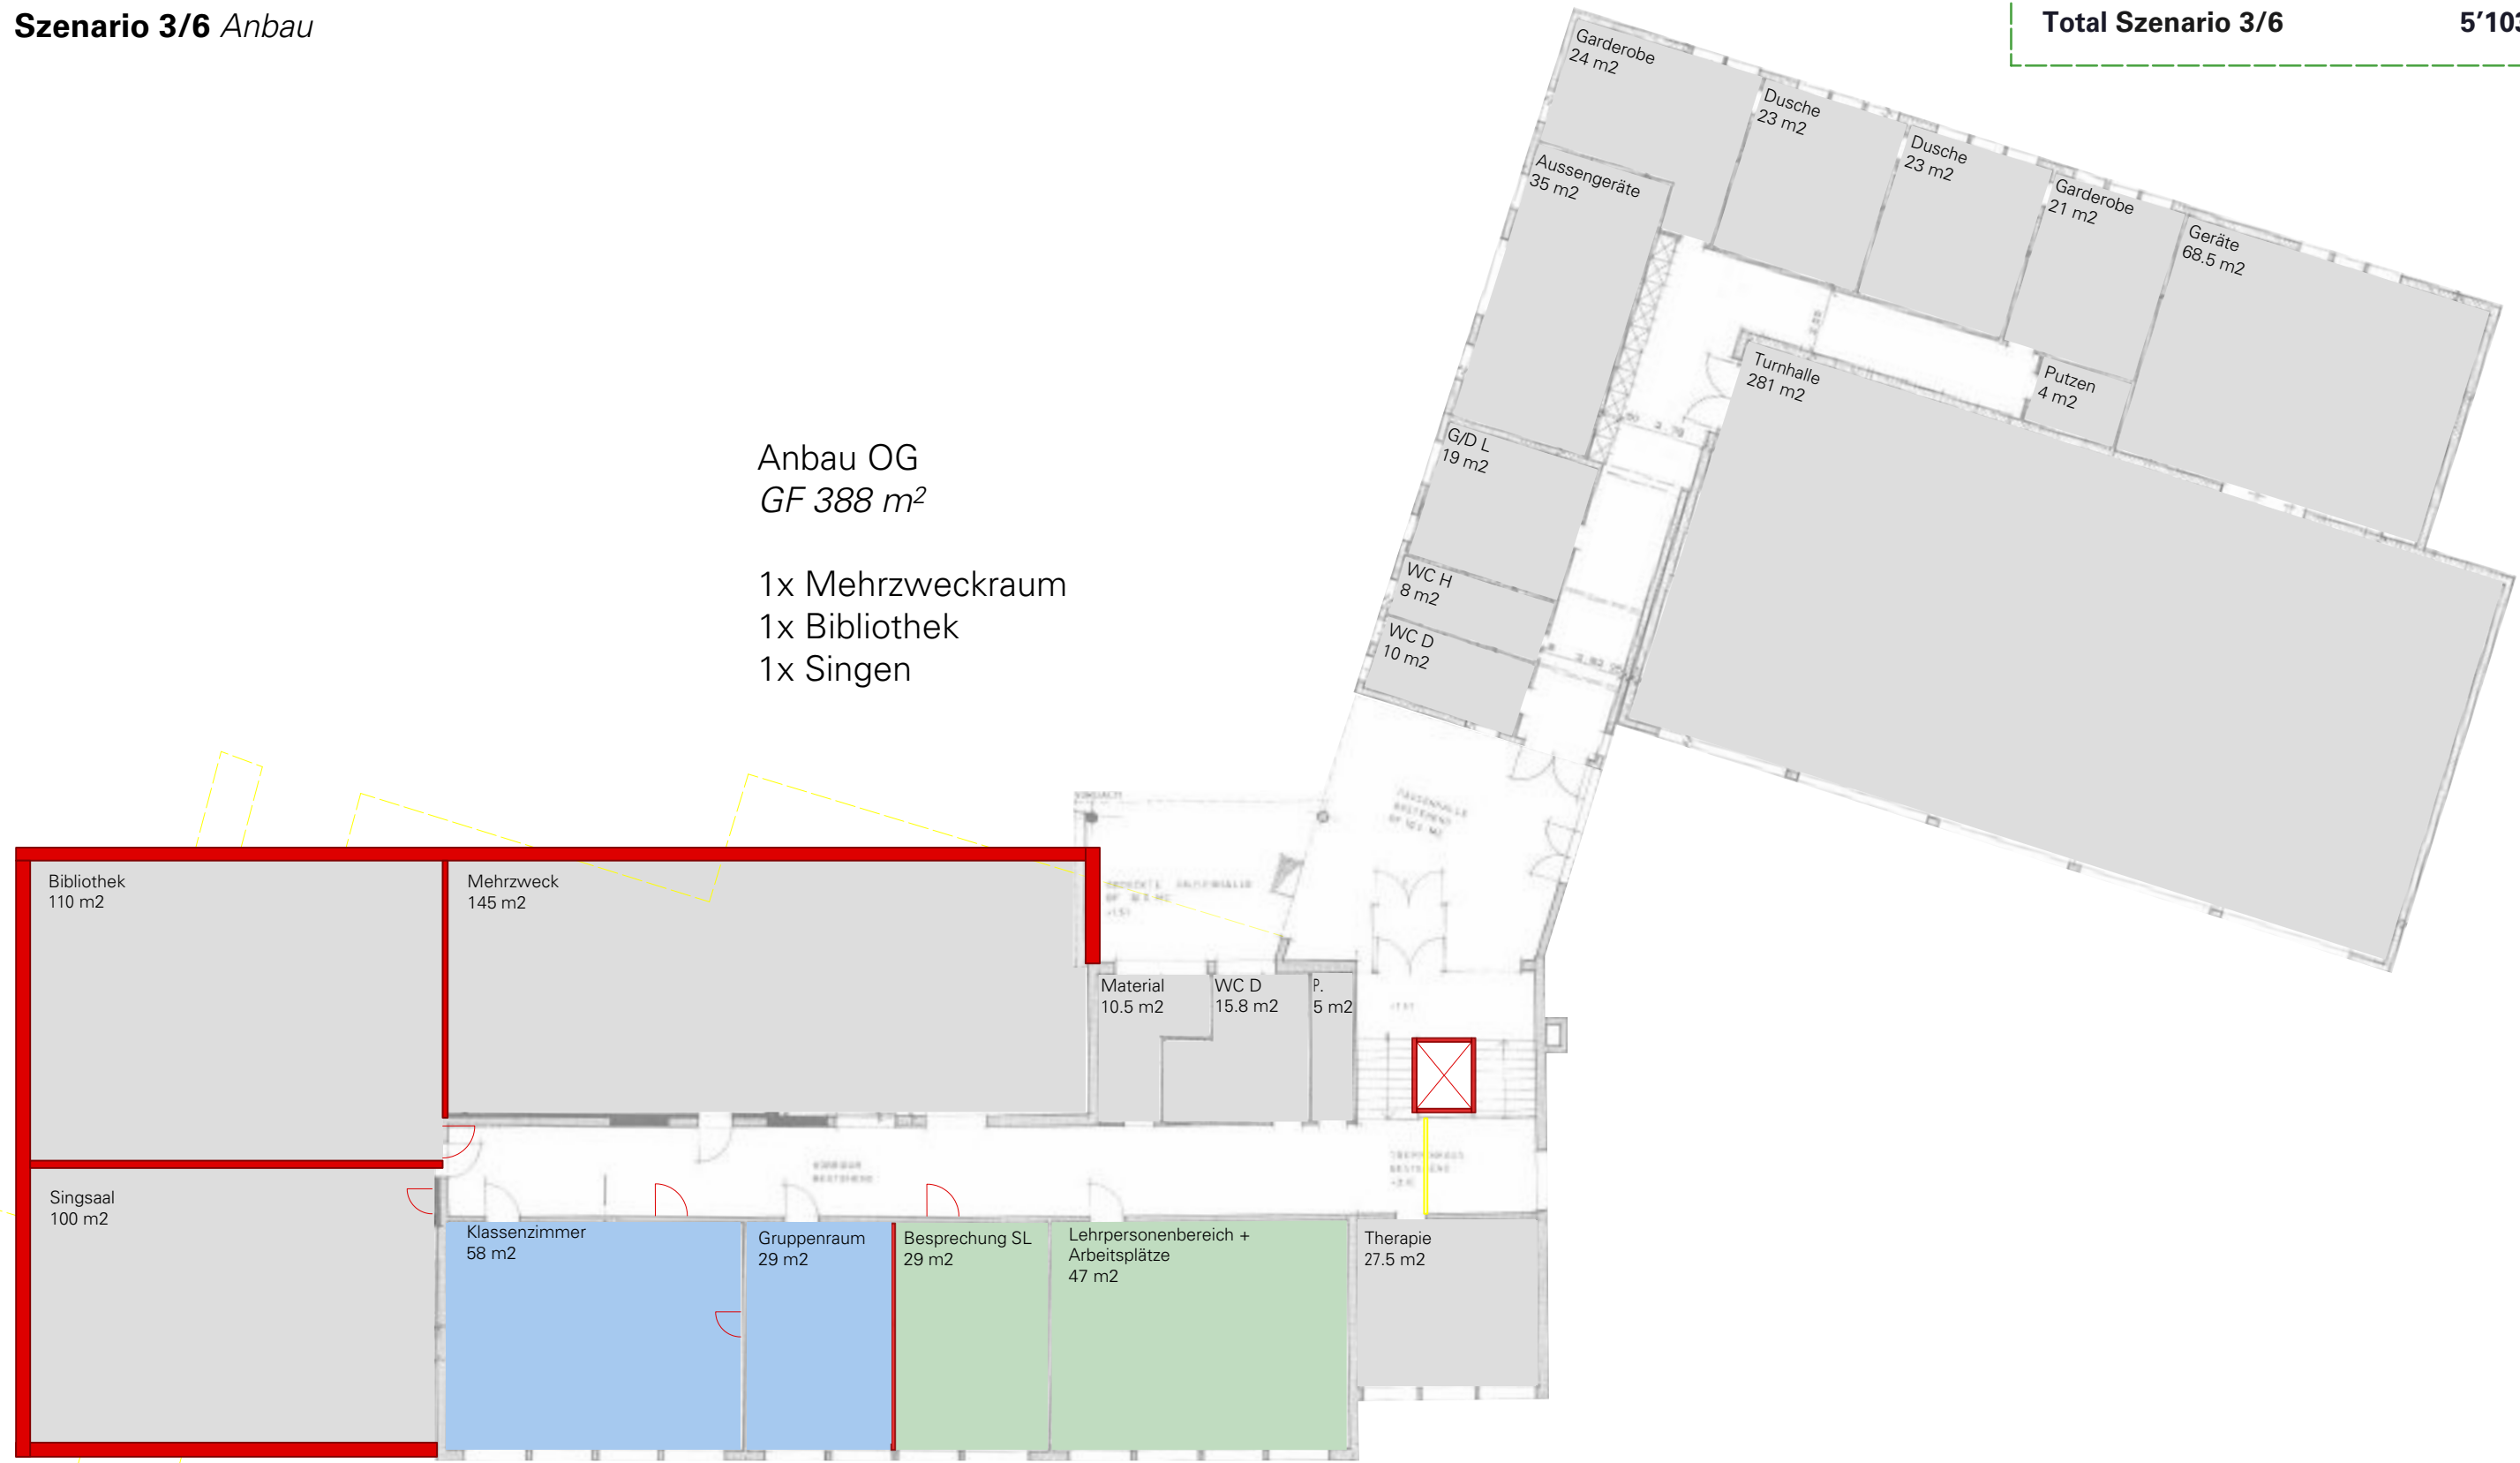 Szenario 3/6 Anbau
Total Szenario 3/6
Garderobe
24 m2
Dusche
23 m2
Dusche
23 m2
Garderobe
21 m2
Geräte
68.5 m2
Aussengeräte
35 m2
Turnhalle
281 m2
Putzen
4 m2
G/D L
19 m2
WC H
8 m2
WC D
10 m2
Anbau OG
GF 388 m²
1x Mehrzweckraum
1x Bibliothek
1x Singen
Bibliothek
110 m2
Mehrzweck
145 m2
Material
10.5 m2
WC D
15.8 m2
P.
5 m2
Singsaal
100 m2
Klassenzimmer
58 m2
Gruppenraum
29 m2
Besprechung SL
29 m2
Lehrpersonenbereich +
Arbeitsplätze
47 m2
Therapie
27.5 m2
KORRIDOR
BESTEHEND
PAUSENHALLE
BESTEHEND